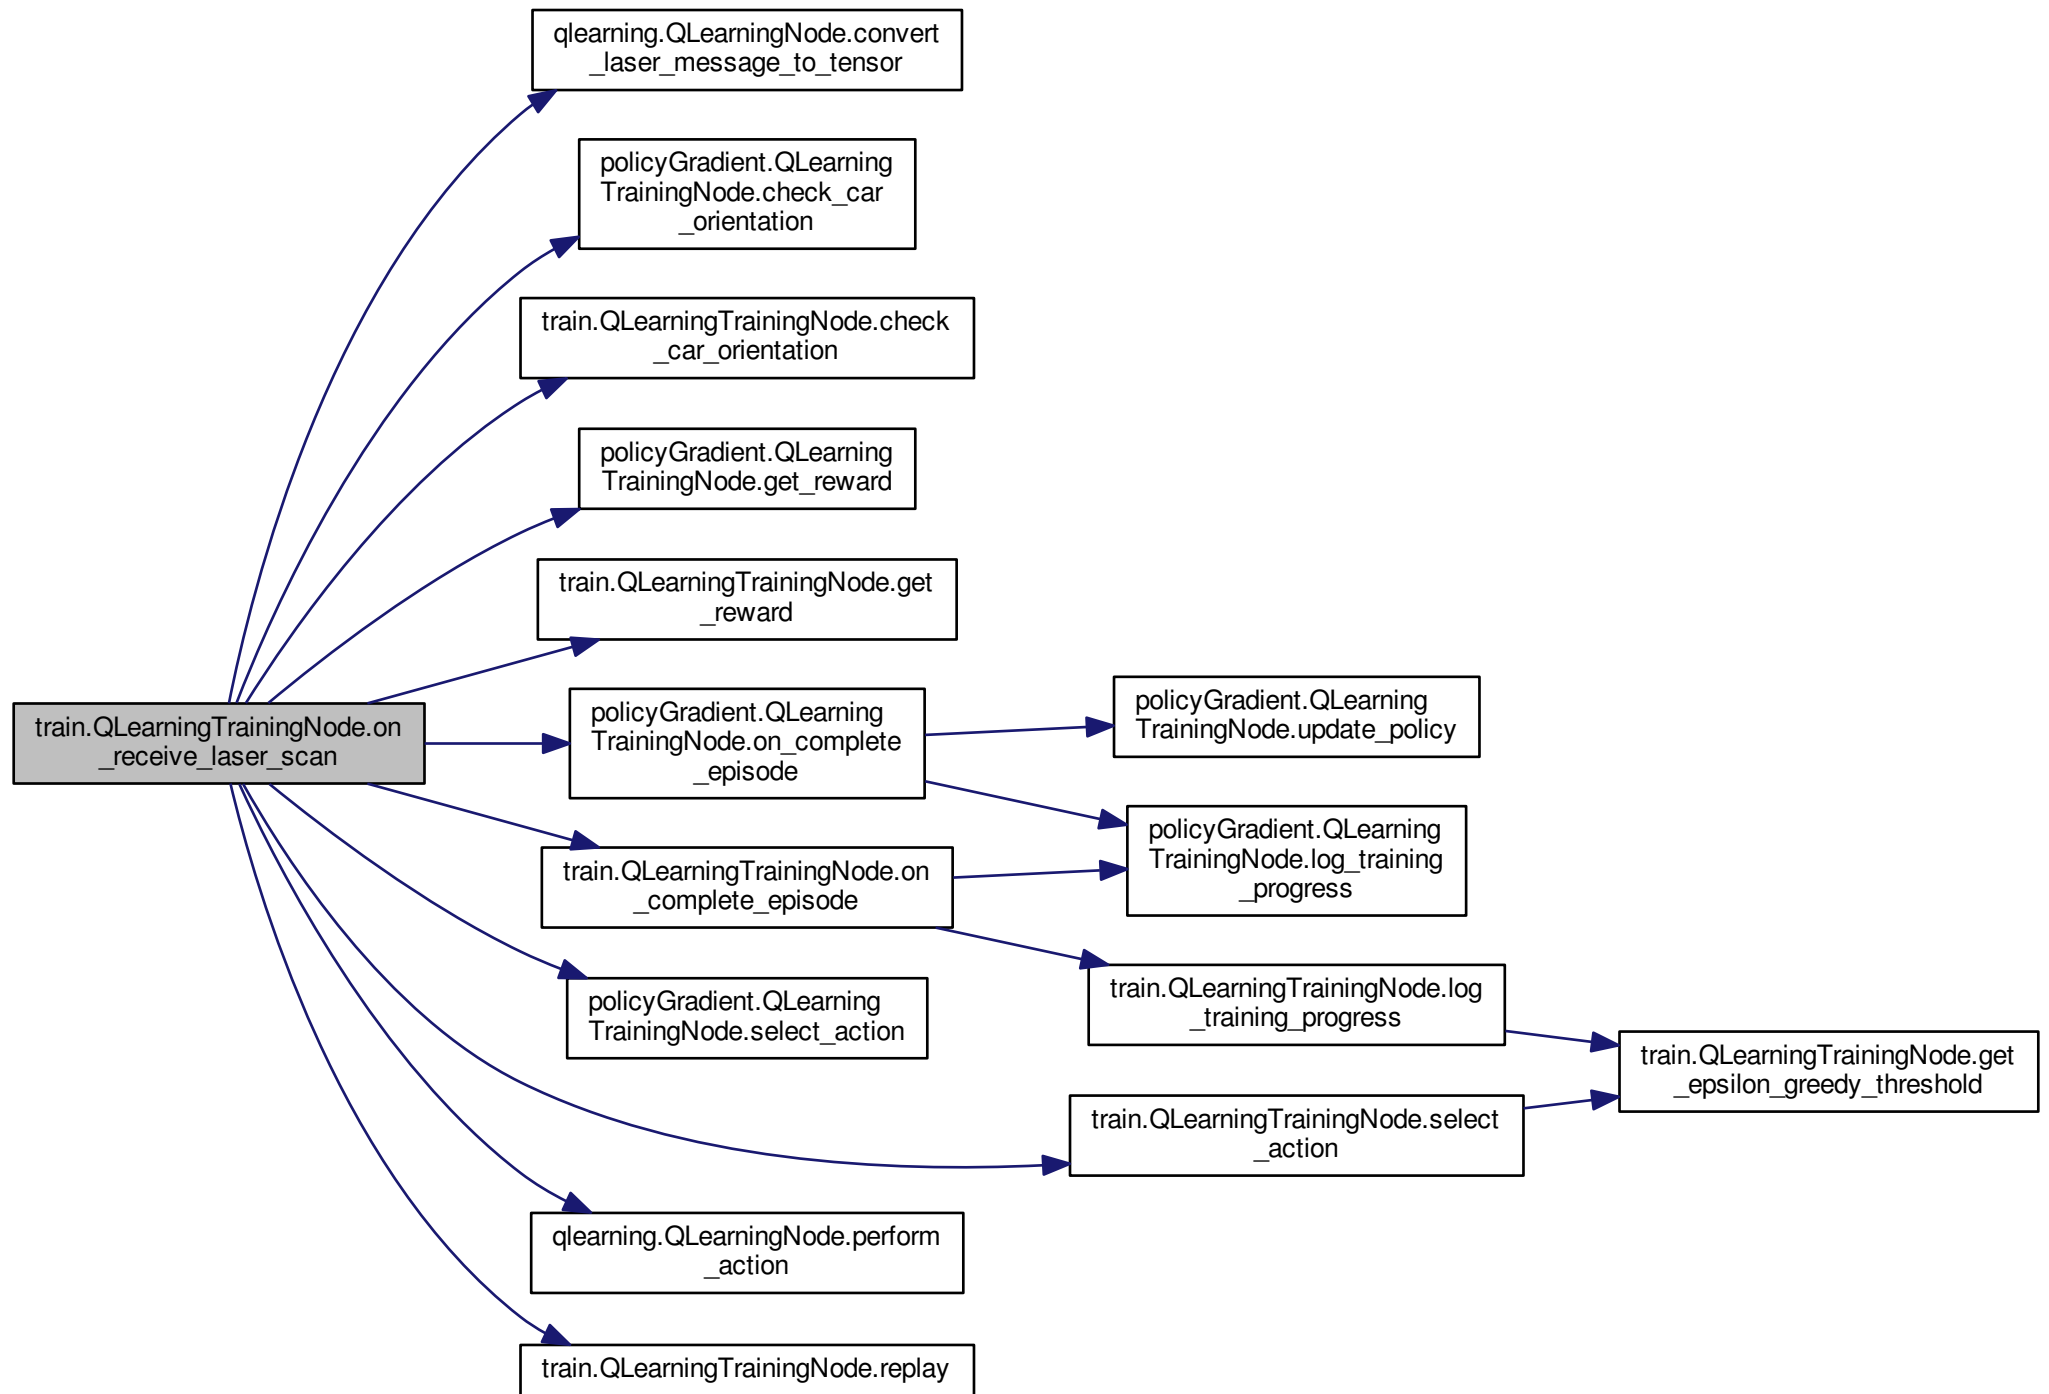 qlearning.QLearningNode.convert
_laser_message_to_tensor
policyGradient.QLearning
TrainingNode.check_car
_orientation
train.QLearningTrainingNode.check
_car_orientation
policyGradient.QLearning
TrainingNode.get_reward
train.QLearningTrainingNode.get
_reward
train.QLearningTrainingNode.on
_receive_laser_scan
policyGradient.QLearning
TrainingNode.on_complete
_episode
policyGradient.QLearning
TrainingNode.update_policy
train.QLearningTrainingNode.on
_complete_episode
policyGradient.QLearning
TrainingNode.log_training
_progress
policyGradient.QLearning
TrainingNode.select_action
train.QLearningTrainingNode.log
_training_progress
train.QLearningTrainingNode.get
_epsilon_greedy_threshold
train.QLearningTrainingNode.select
_action
qlearning.QLearningNode.perform
_action
train.QLearningTrainingNode.replay